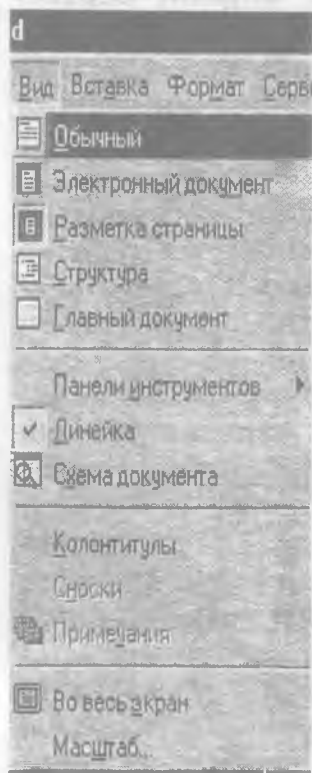 d
Вид Вставка Формат Серви
Обычный
Электронный документ
Разметка страницы
Структура
Главный документ
Панели инструментов
Линейка
Схема документа
Колонтитулы
Сноски
Примечания
Во весь экран
Масштаб...